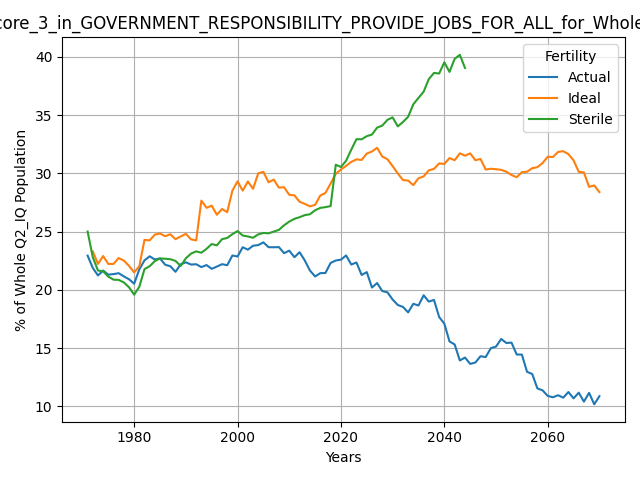 core_3_in_GOVERNMENT_RESPONSIBILITY_PROVIDE_JOBS_FOR_ALL_for_Whole
Fertility
Actual
Ideal
Sterile
% of Whole Q2_IQ Population
40
35
30
25
20
15
10
1980
2000
2020
2040
2060
Years